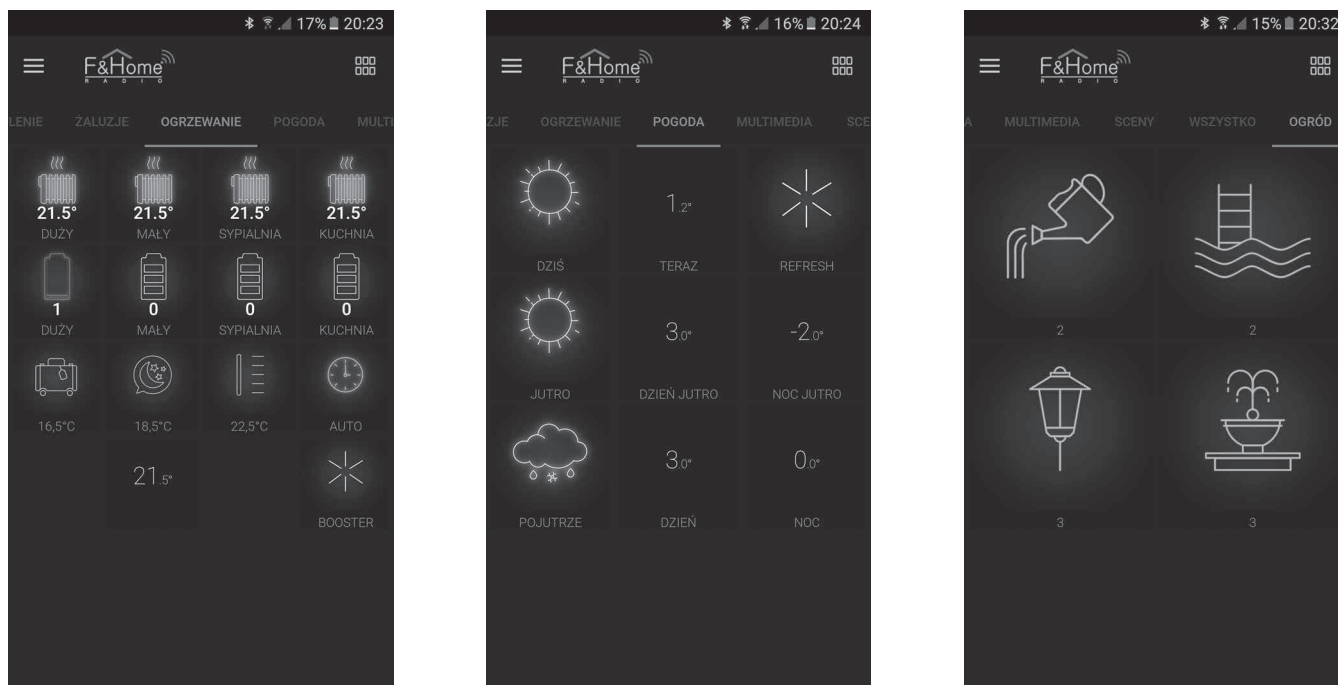 17% 20:23
F&Home
RADIO
LENIE ŻALUZJE OGRZEWANIE POGODA MULTI
21.5° 21.5° 21.5° 21.5°
DUŻY MAŁY SYPIALNIA KUCHNIA
1 0 0 0
DUŻY MAŁY SYPIALNIA KUCHNIA
16,5°C 18,5°C 22,5°C AUTO
21.5°
BOOSTER
16% 20:24
F&Home
RADIO
ZJE OGRZEWANIE POGODA MULTIMEDIA SCE
1.2°
DZIŚ TERAZ REFRESH
3.0° -2.0°
JUTRO DZIEŃ JUTRO NOC JUTRO
3.0° 0.0°
POJUTRZE DZIEŃ NOC
15% 20:32
F&Home
RADIO
A MULTIMEDIA SCENY WSZYSTKO OGRÓD
2 2
3 3